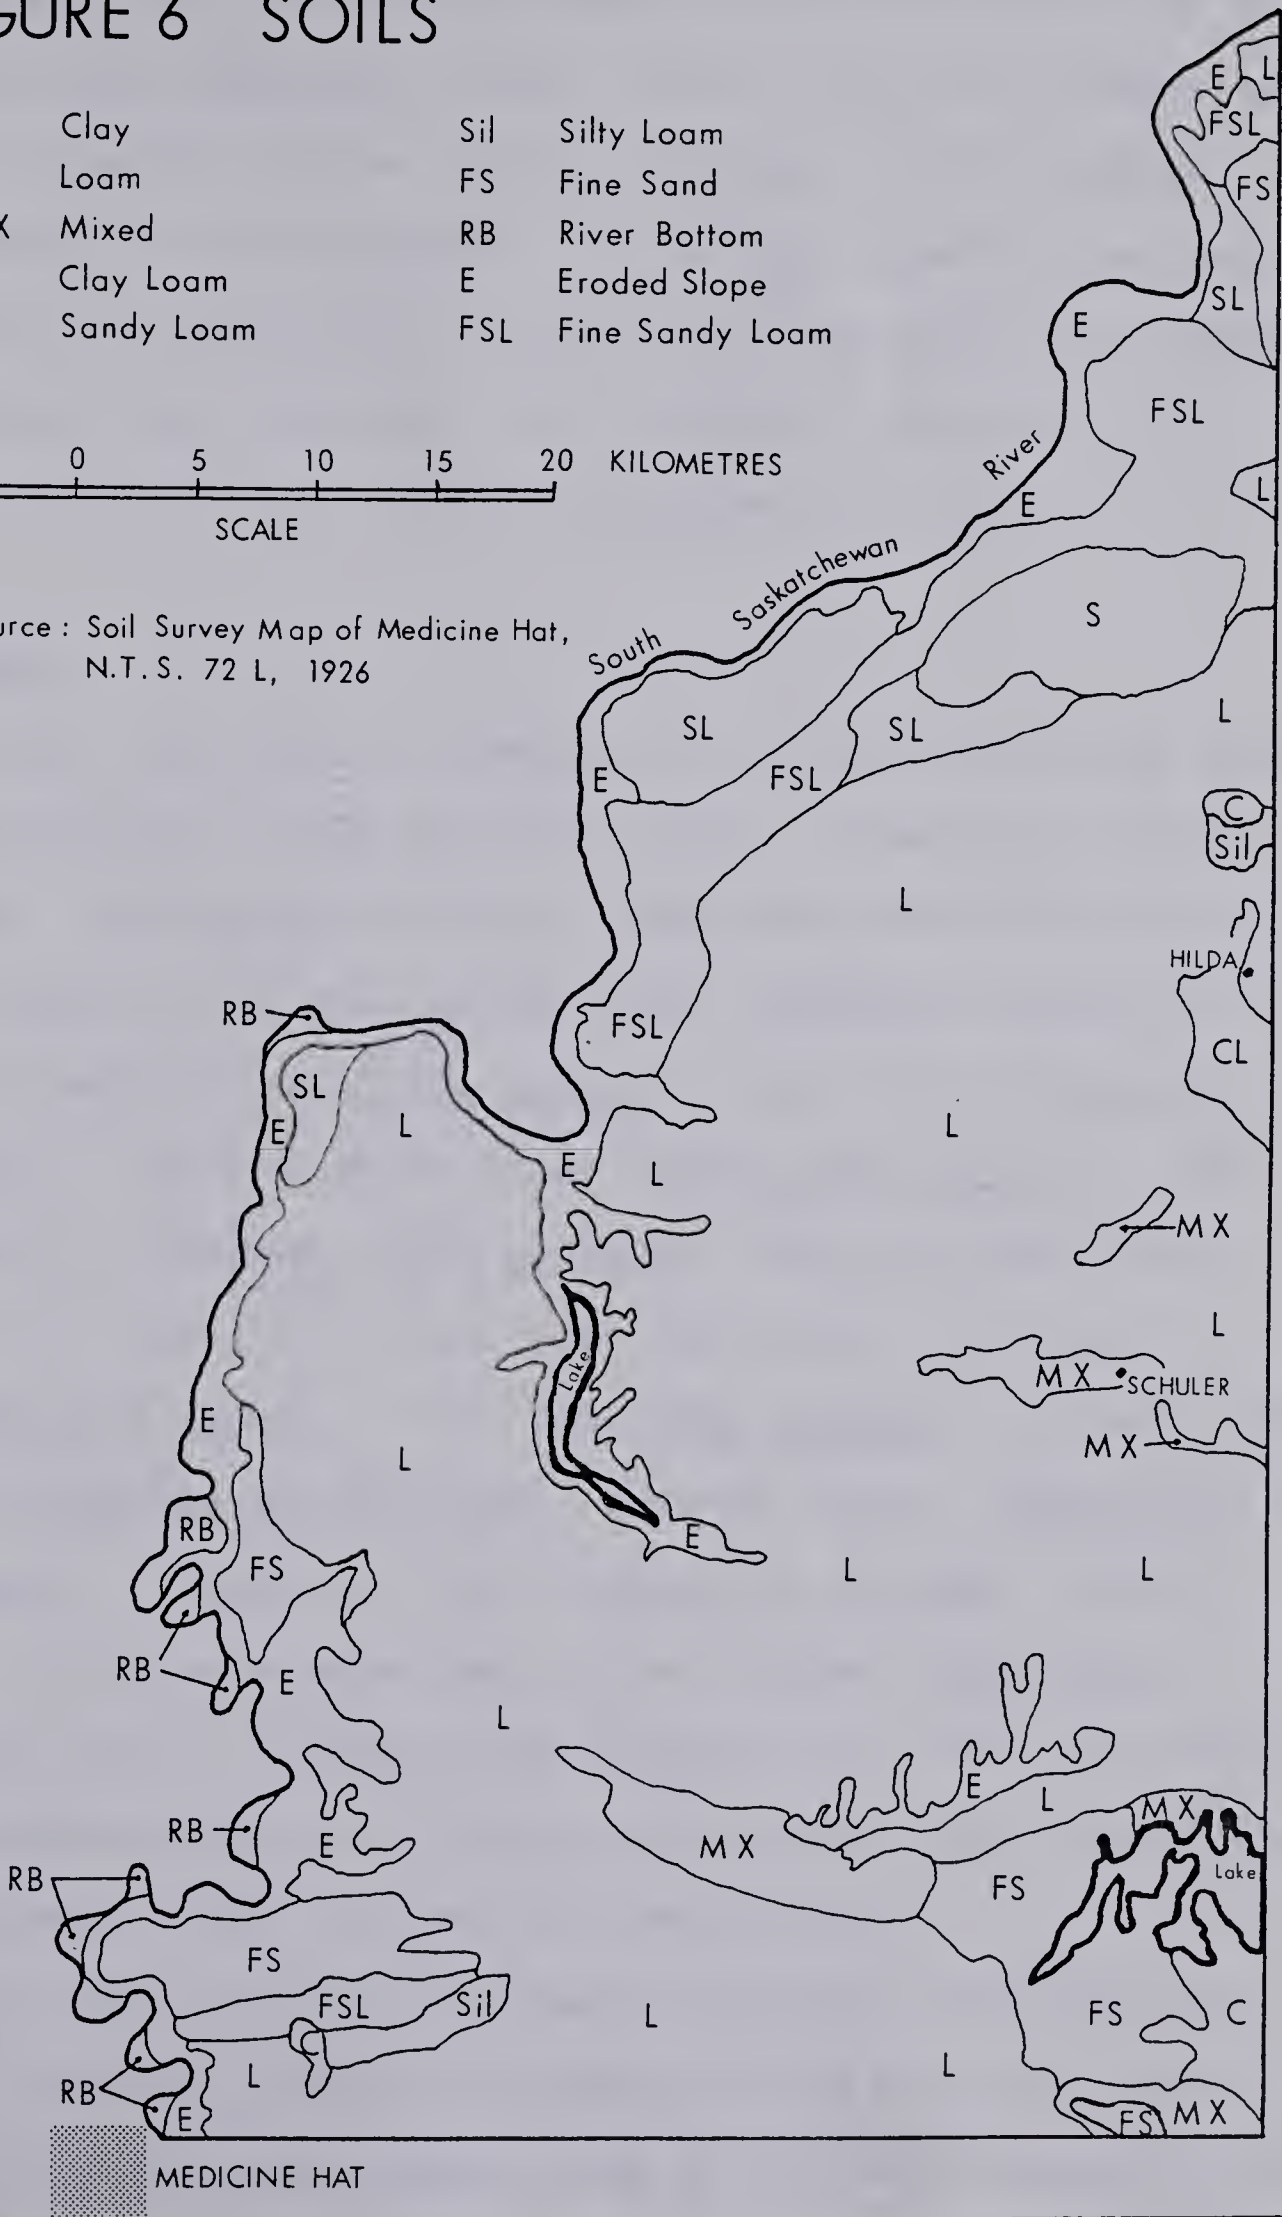 GURE 6 SOILS
Clay
Loam
X Mixed
Clay Loam
Sandy Loam
Sil Silty Loam
FS Fine Sand
RB River Bottom
E Eroded Slope
FSL Fine Sandy Loam
0 5 10 15 20 KILOMETRES
SCALE
urce : Soil Survey Map of Medicine Hat,
N.T.S. 72 L, 1926
E
L
FSL
FS
SL
E
FSL
L
River
E
Saskatchewan
South
S
L
SL
SL
E
FSL
C
Sil
L
HILDA
CL
RB
FSL
SL
E
L
E
L
L
MX
L
Lake
MX
SCHULER
MX
E
L
RB
FS
E
L
L
RB
E
L
E
L
MX
RB
E
MX
RB
FS
Lake
FS
FSL
Sil
L
FS
C
L
RB
L
E
FS
MX
MEDICINE HAT